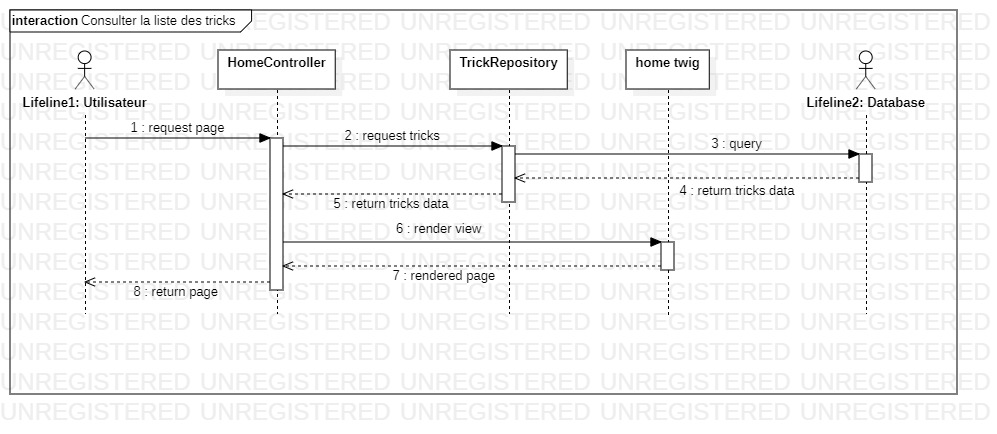 interaction Consulter la liste des tricks
HomeController
TrickRepository
home twig
Lifeline1: Utilisateur
Lifeline2: Database
1 : request page
2 : request tricks
3 : query
4 : return tricks data
5 : return tricks data
6 : render view
7 : rendered page
8 : return page
UNREGISTERED UNREGISTERED UNREGISTERED UNREGISTERED UNREGISTERED